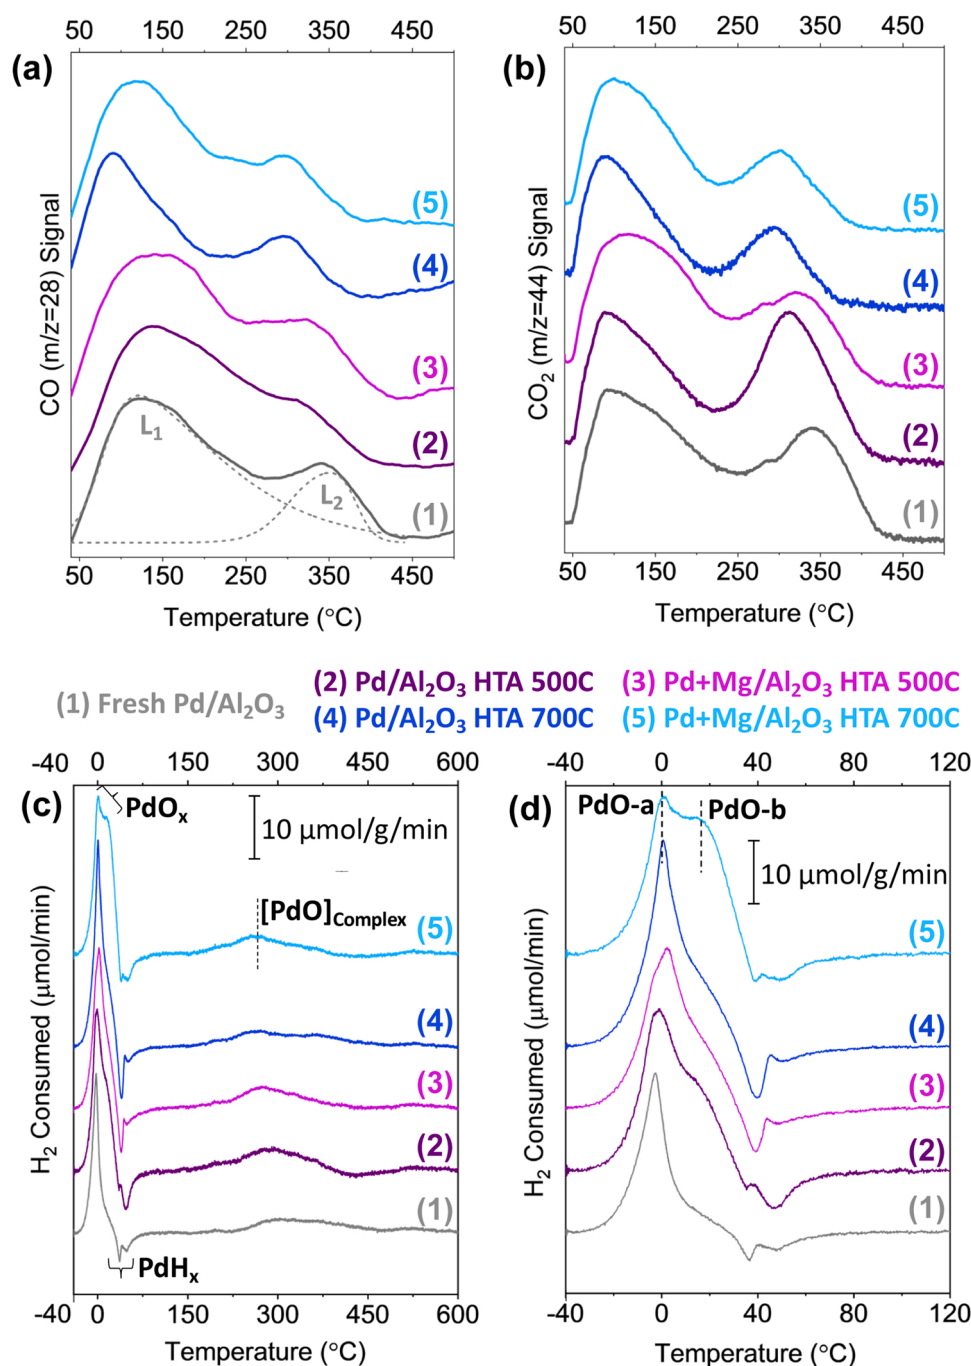 50 150 250 350 450
50 150 250 350 450
(a)
(b)
CO (m/z=28) Signal
CO₂ (m/z=44) Signal
(5)
(4)
(3)
(2)
(1)
L₁
L₂
(5)
(4)
(3)
(2)
(1)
50 150 250 350 450
50 150 250 350 450
Temperature (°C)
Temperature (°C)
(1) Fresh Pd/Al₂O₃
(2) Pd/Al₂O₃ HTA 500C
(3) Pd+Mg/Al₂O₃ HTA 500C
(4) Pd/Al₂O₃ HTA 700C
(5) Pd+Mg/Al₂O₃ HTA 700C
-40 0 150 300 450 600
-40 0 40 80 120
(c)
PdOₓ
10 μmol/g/min
[PdO]Complex
(5)
(4)
(3)
(2)
(1)
PdHₓ
H₂ Consumed (μmol/min)
-40 0 150 300 450 600
Temperature (°C)
(d)
PdO-a
PdO-b
10 μmol/g/min
(5)
(4)
(3)
(2)
(1)
H₂ Consumed (μmol/min)
-40 0 40 80 120
Temperature (°C)